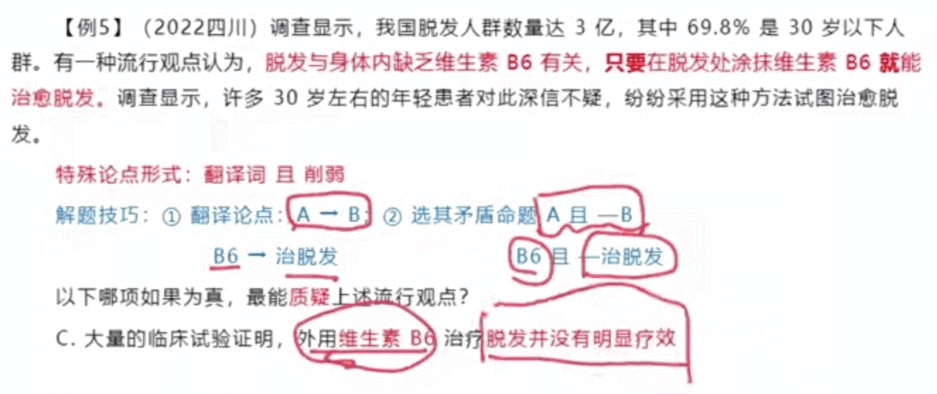 【例5】（2022四川）调查显示，我国脱发人群数量达 3 亿，其中 69.8% 是 30 岁以下人
群。有一种流行观点认为，脱发与身体内缺乏维生素 B6 有关，只要在脱发处涂抹维生素 B6 就能
治愈脱发。调查显示，许多 30 岁左右的年轻患者对此深信不疑，纷纷采用这种方法试图治愈脱
发。
特殊论点形式：翻译词 且 削弱
解题技巧：① 翻译论点：A → B；② 选其矛盾命题 A 且 —B
B6 → 治脱发 B6 且 —治脱发
以下哪项如果为真，最能质疑上述流行观点？
C. 大量的临床试验证明，外用维生素 B6 治疗脱发并没有明显疗效